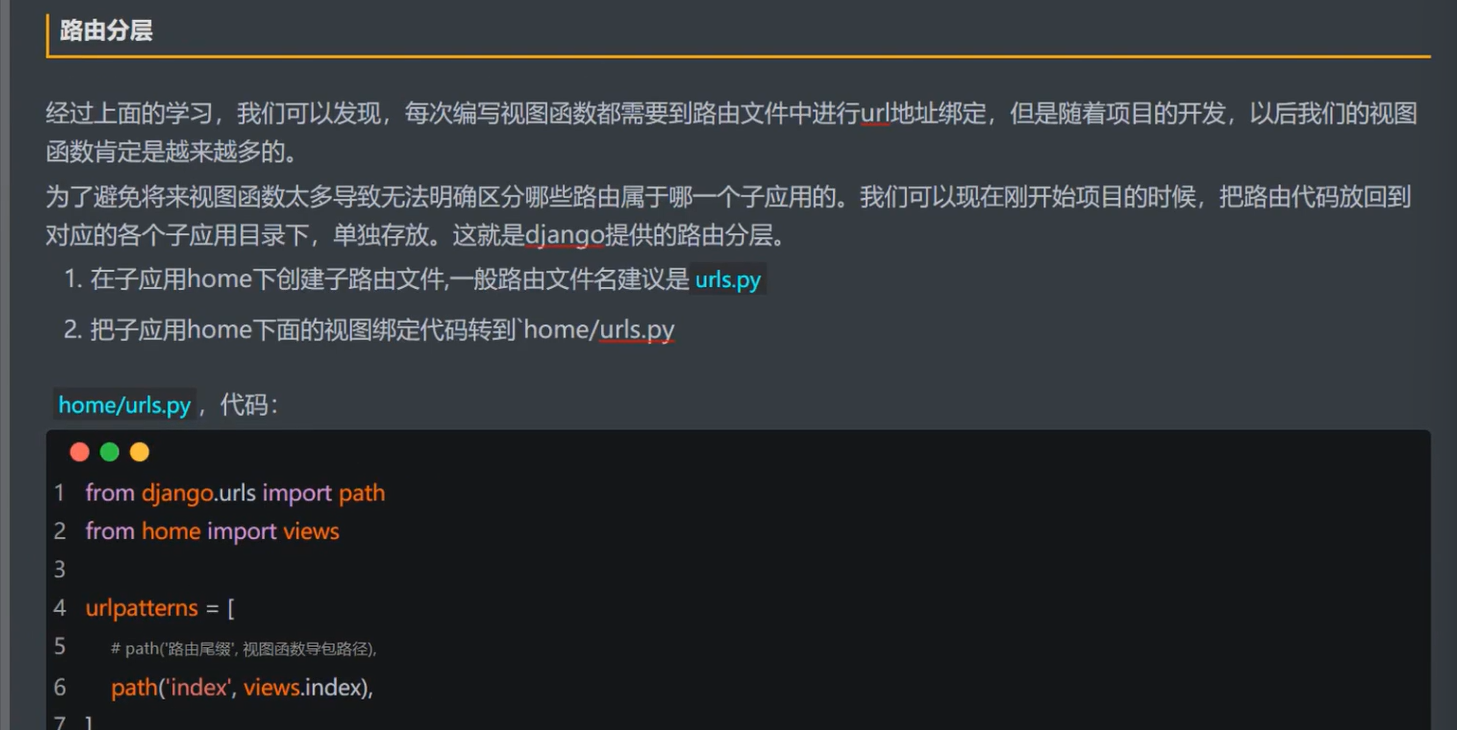 路由分层
经过上面的学习，我们可以发现，每次编写视图函数都需要到路由文件中进行url地址绑定，但是随着项目的开发，以后我们的视图
函数肯定是越来越多的。
为了避免将来视图函数太多导致无法明确区分哪些路由属于哪一个子应用的。我们可以现在刚开始项目的时候，把路由代码放回到
对应的各个子应用目录下，单独存放。这就是django提供的路由分层。
1. 在子应用home下创建子路由文件,一般路由文件名建议是 urls.py
2. 把子应用home下面的视图绑定代码转到`home/urls.py
home/urls.py ，代码：
1 from django.urls import path
2 from home import views
3
4 urlpatterns = [
5 # path('路由尾缀', 视图函数导包路径),
6 path('index', views.index),
7 ]